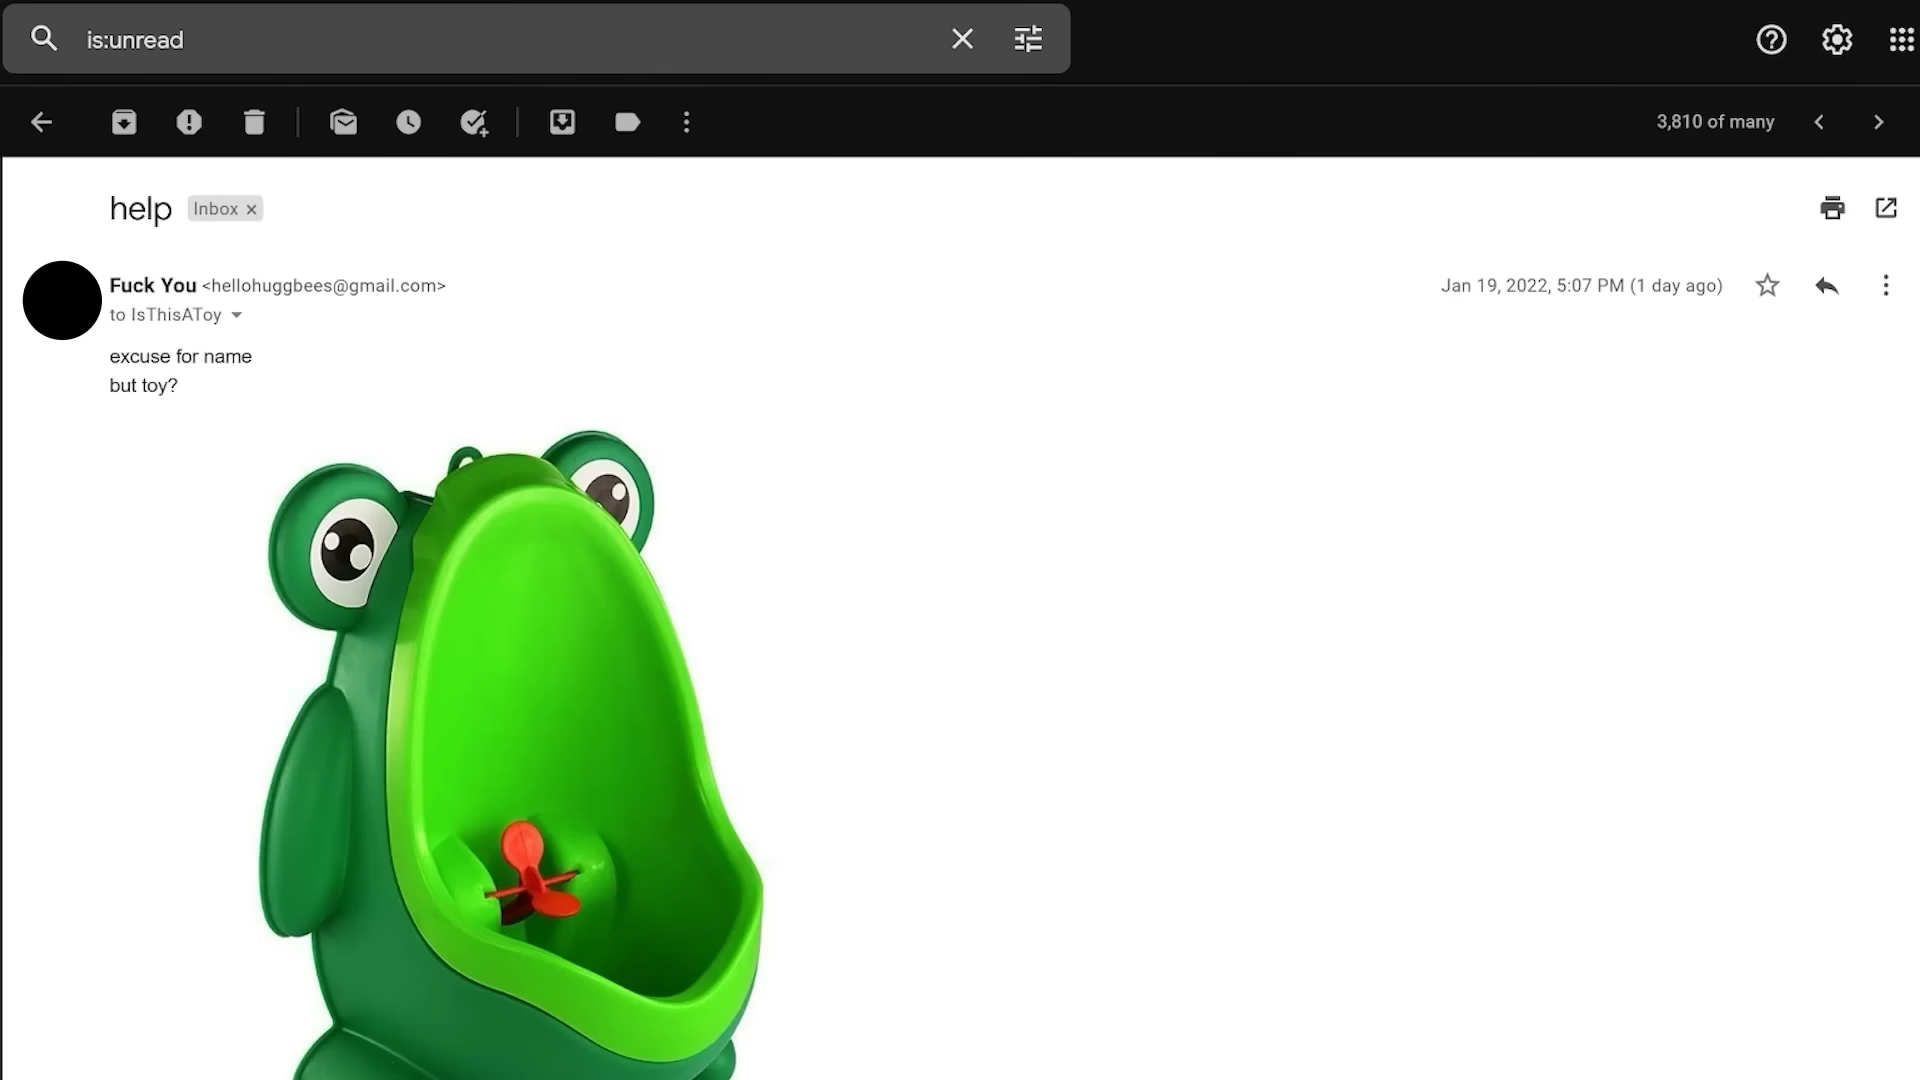 is:unread
3,810 of many
help Inbox x
Fuck You <hellohuggbees@gmail.com> Jan 19, 2022, 5:07 PM (1 day ago)
to IsThisAToy
excuse for name
but toy?